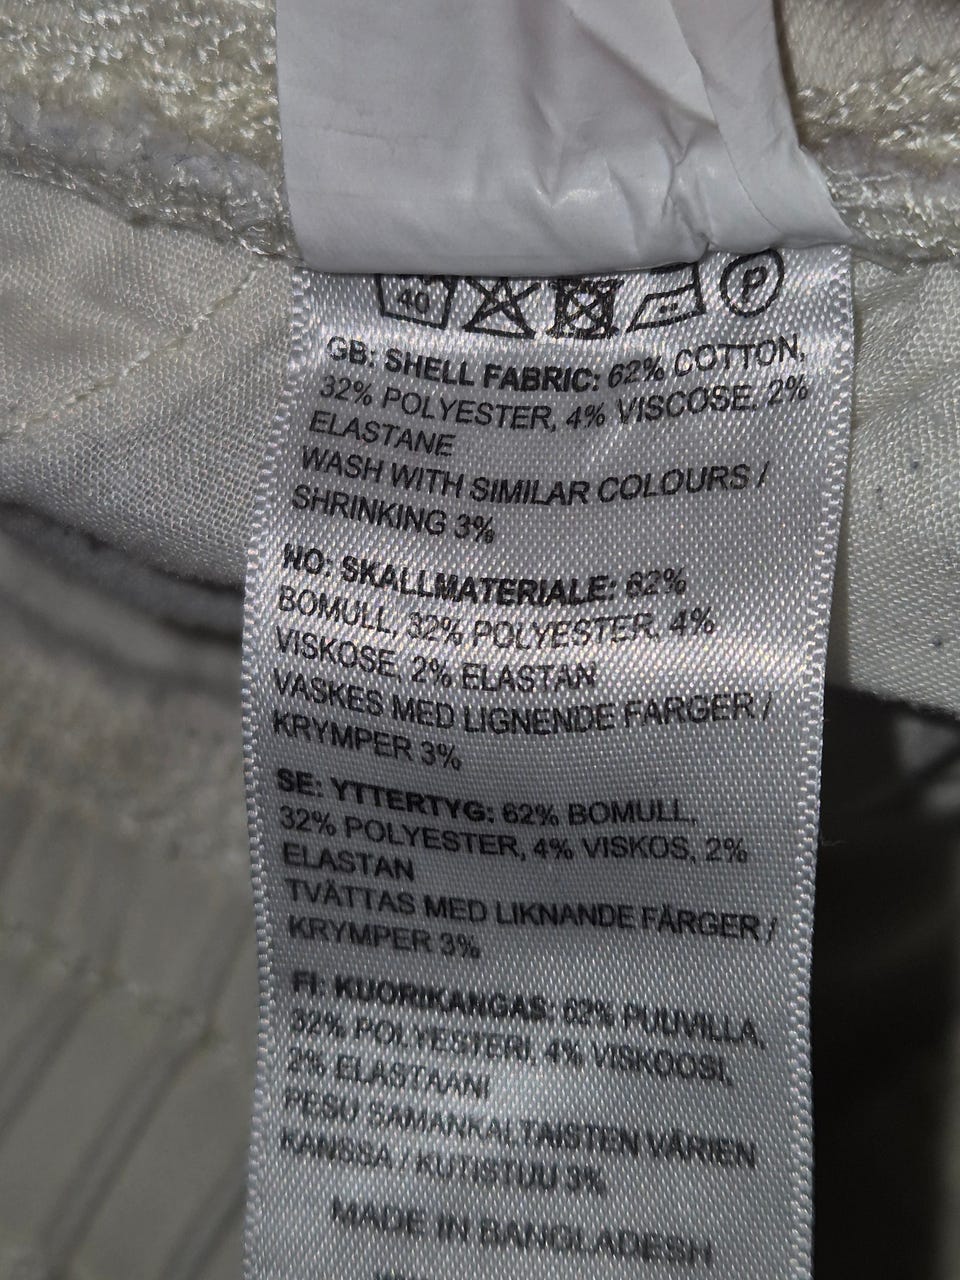 40
P
GB: SHELL FABRIC: 62% COTTON,
32% POLYESTER, 4% VISCOSE, 2%
ELASTANE
WASH WITH SIMILAR COLOURS /
SHRINKING 3%
NO: SKALLMATERIALE: 62%
BOMULL, 32% POLYESTER, 4%
VISKOSE, 2% ELASTAN
VASKES MED LIGNENDE FARGER /
KRYMPER 3%
SE: YTTERTYG: 62% BOMULL,
32% POLYESTER, 4% VISKOS, 2%
ELASTAN
TVÄTTAS MED LIKNANDE FÄRGER /
KRYMPER 3%
FI: KUORIKANGAS: 62% PUUVILLA,
32% POLYESTERI, 4% VISKOOSI,
2% ELASTAANI
PESU SAMANKALTAISTEN VÄRIEN
KANSSA / KUTISTUU 3%
MADE IN BANGLADESH